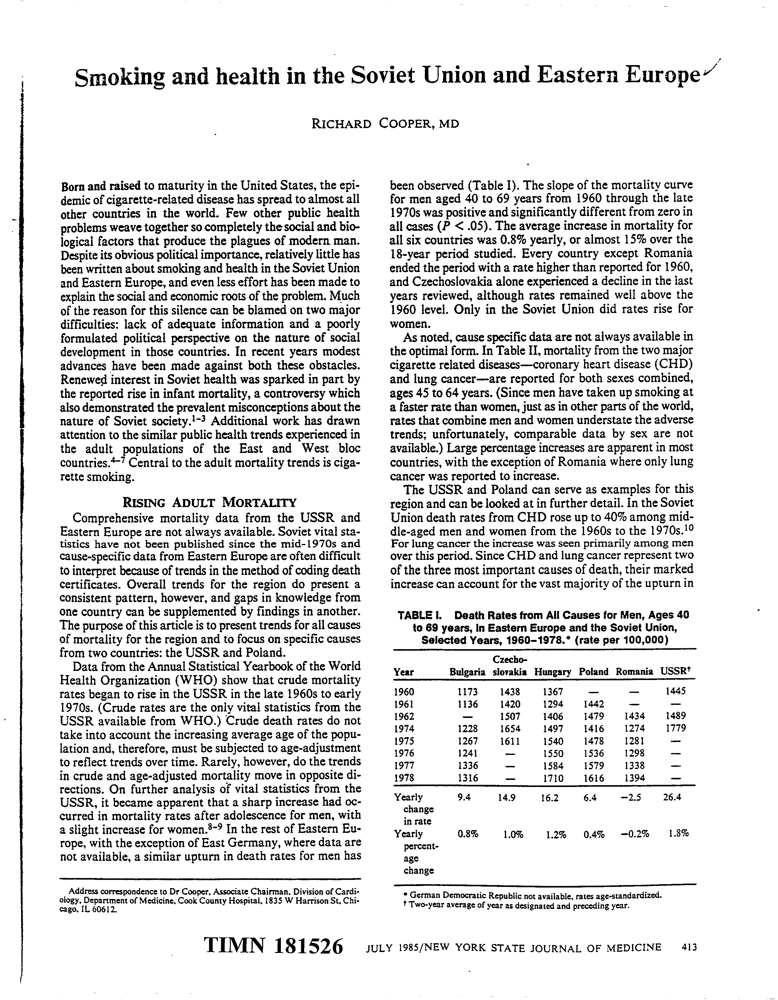 Smoking and health in the Soviet Union and Eastern Europe
RICHARD COOPER, MD
Born and raised to maturity in the United States, the epi-
demic of cigarette-related disease has spread to almost all
other countries in the world. Few other public health
problems weave together so completely the social and bio-
logical factors that produce the plagues of modern man.
Despite its obvious political importance, relatively little has
been written about smoking and health in the Soviet Union
and Eastern Europe, and even less effort has been made to
explain the social and economic roots of the problem. Much
of the reason for this silence can be blamed on two major
difficulties: lack of adequate information and a poorly
formulated political perspective on the nature of social
development in those countries. In recent years modest
advances have been made against both these obstacles.
Renewed interest in Soviet health was sparked in part by
the reported rise in infant mortality, a controversy which
also demonstrated the prevalent misconceptions about the
nature of Soviet society.1–3 Additional work has drawn
attention to the similar public health trends experienced in
the adult populations of the East and West bloc
countries.4–7 Central to the adult mortality trends is ciga-
rette smoking.
RISING ADULT MORTALITY
Comprehensive mortality data from the USSR and
Eastern Europe are not always available. Soviet vital sta-
tistics have not been published since the mid-1970s and
cause-specific data from Eastern Europe are often difficult
to interpret because of trends in the method of coding death
certificates. Overall trends for the region do present a
consistent pattern, however, and gaps in knowledge from
one country can be supplemented by findings in another.
The purpose of this article is to present trends for all causes
of mortality for the region and to focus on specific causes
from two countries: the USSR and Poland.
Data from the Annual Statistical Yearbook of the World
Health Organization (WHO) show that crude mortality
rates began to rise in the USSR in the late 1960s to early
1970s. (Crude rates are the only vital statistics from the
USSR available from WHO.) Crude death rates do not
take into account the increasing average age of the popu-
lation and, therefore, must be subjected to age-adjustment
to reflect trends over time. Rarely, however, do the trends
in crude and age-adjusted mortality move in opposite di-
rections. On further analysis of vital statistics from the
USSR, it became apparent that a sharp increase had oc-
curred in mortality rates after adolescence for men, with
a slight increase for women.8–9 In the rest of Eastern Eu-
rope, with the exception of East Germany, where data are
not available, a similar upturn in death rates for men has
Address correspondence to Dr Cooper, Associate Chairman, Division of Cardi-
ology, Department of Medicine, Cook County Hospital, 1835 W Harrison St, Chi-
cago, IL 60612.
been observed (Table I). The slope of the mortality curve
for men aged 40 to 69 years from 1960 through the late
1970s was positive and significantly different from zero in
all cases (P < .05). The average increase in mortality for
all six countries was 0.8% yearly, or almost 15% over the
18-year period studied. Every country except Romania
ended the period with a rate higher than reported for 1960,
and Czechoslovakia alone experienced a decline in the last
years reviewed, although rates remained well above the
1960 level. Only in the Soviet Union did rates rise for
women.
As noted, cause specific data are not always available in
the optimal form. In Table II, mortality from the two major
cigarette related diseases—coronary heart disease (CHD)
and lung cancer—are reported for both sexes combined,
ages 45 to 64 years. (Since men have taken up smoking at
a faster rate than women, just as in other parts of the world,
rates that combine men and women understate the adverse
trends; unfortunately, comparable data by sex are not
available.) Large percentage increases are apparent in most
countries, with the exception of Romania where only lung
cancer was reported to increase.
The USSR and Poland can serve as examples for this
region and can be looked at in further detail. In the Soviet
Union death rates from CHD rose up to 40% among mid-
dle-aged men and women from the 1960s to the 1970s.10
For lung cancer the increase was seen primarily among men
over this period. Since CHD and lung cancer represent two
of the three most important causes of death, their marked
increase can account for the vast majority of the upturn in
TABLE I. Death Rates from All Causes for Men, Ages 40
to 69 years, in Eastern Europe and the Soviet Union,
Selected Years, 1960–1978.* (rate per 100,000)
Czecho-
Year Bulgaria slovakia Hungary Poland Romania USSR†
1960 1173 1438 1367 — — 1445
1961 1136 1420 1294 1442 — —
1962 — 1507 1406 1479 1434 1489
1974 1228 1654 1497 1416 1274 1779
1975 1267 1611 1540 1478 1281 —
1976 1241 — 1550 1536 1298 —
1977 1336 — 1584 1579 1338 —
1978 1316 — 1710 1616 1394 —
Yearly 9.4 14.9 16.2 6.4 −2.5 26.4
change
in rate
Yearly 0.8% 1.0% 1.2% 0.4% −0.2% 1.8%
percent-
age
change
* German Democratic Republic not available, rates age-standardized.
† Two-year average of year as designated and preceding year.
TIMN 181526 JULY 1985/NEW YORK STATE JOURNAL OF MEDICINE 413